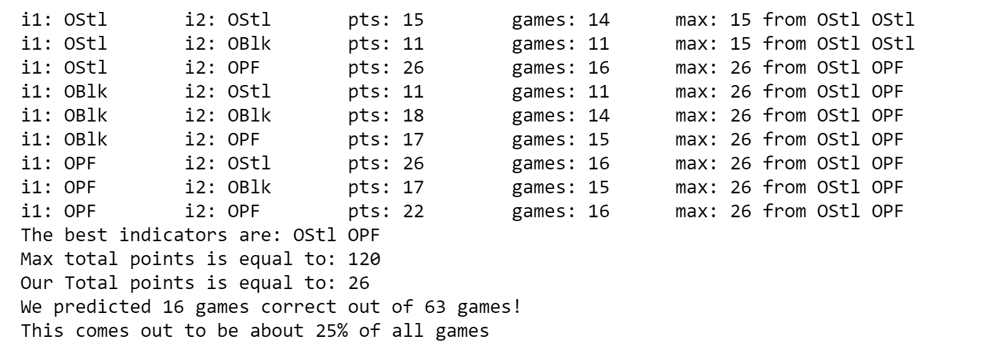 i1: OStl i2: OStl pts: 15 games: 14 max: 15 from OStl OStl
i1: OStl i2: OBlk pts: 11 games: 11 max: 15 from OStl OStl
i1: OStl i2: OPF pts: 26 games: 16 max: 26 from OStl OPF
i1: OBlk i2: OStl pts: 11 games: 11 max: 26 from OStl OPF
i1: OBlk i2: OBlk pts: 18 games: 14 max: 26 from OStl OPF
i1: OBlk i2: OPF pts: 17 games: 15 max: 26 from OStl OPF
i1: OPF i2: OStl pts: 26 games: 16 max: 26 from OStl OPF
i1: OPF i2: OBlk pts: 17 games: 15 max: 26 from OStl OPF
i1: OPF i2: OPF pts: 22 games: 16 max: 26 from OStl OPF
The best indicators are: OStl OPF
Max total points is equal to: 120
Our Total points is equal to: 26
We predicted 16 games correct out of 63 games!
This comes out to be about 25% of all games